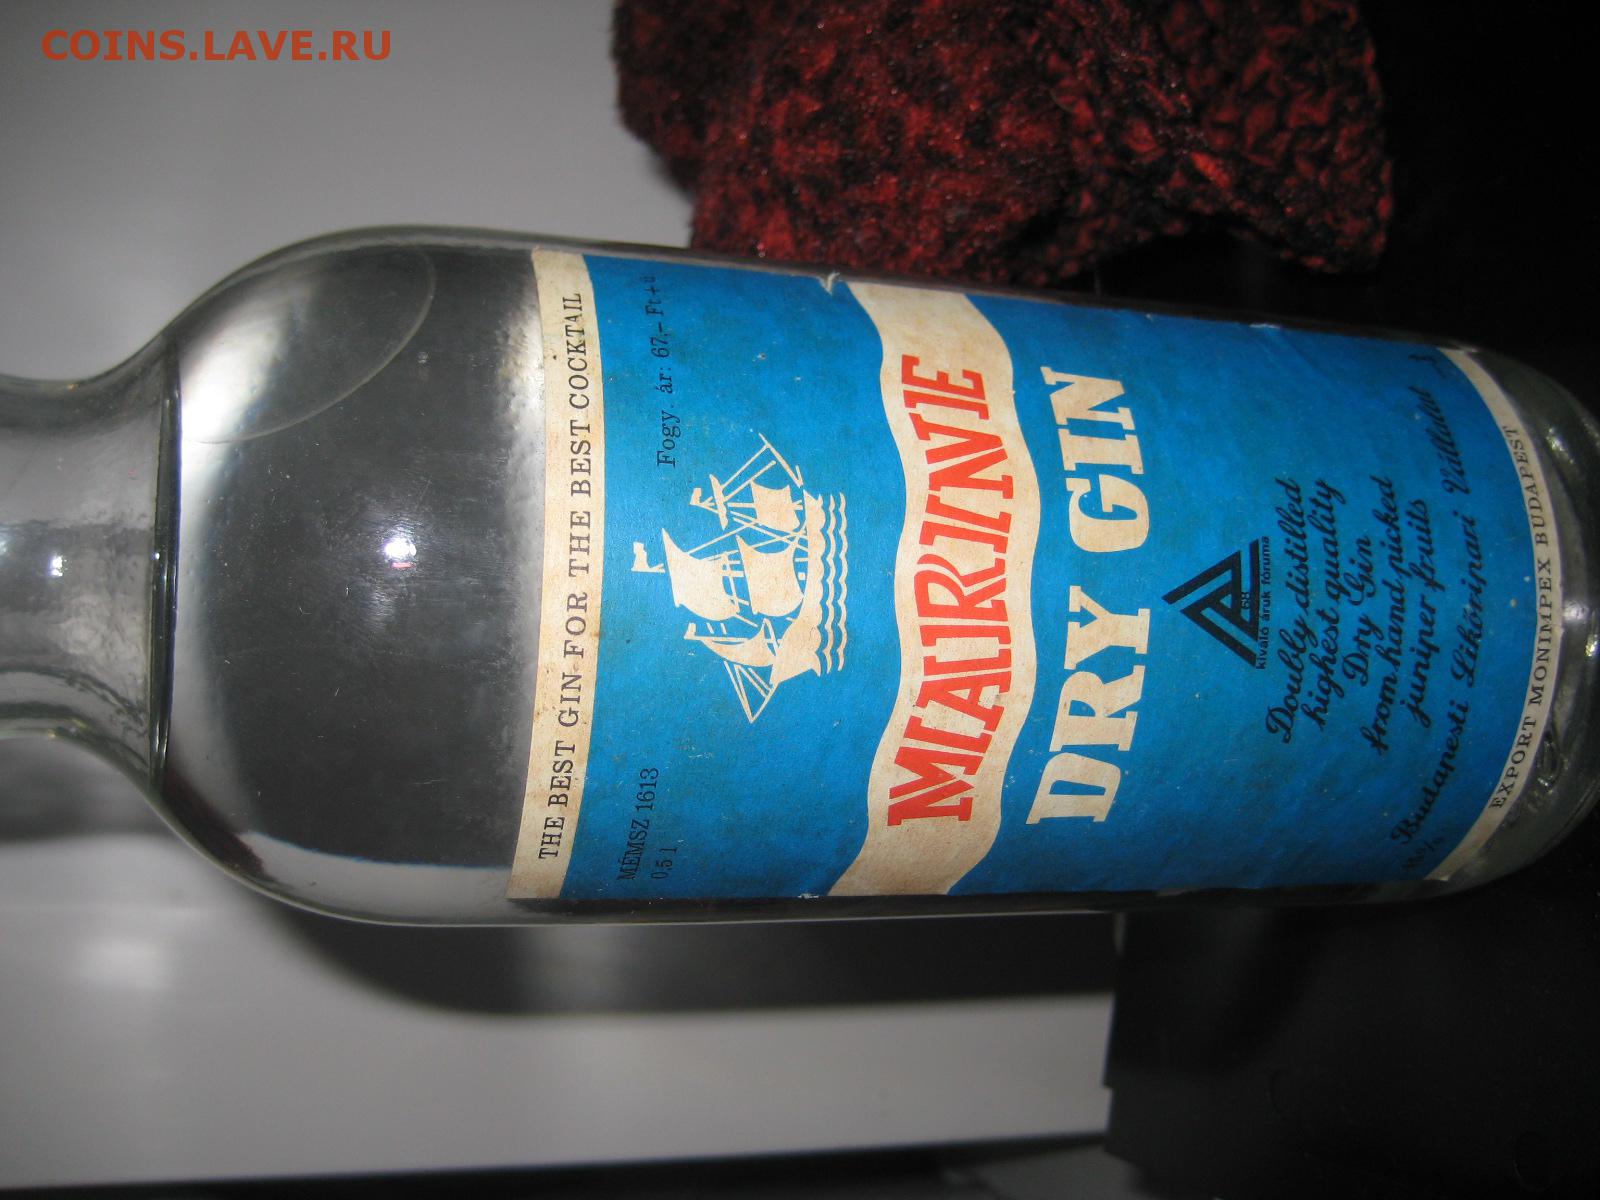 COINS.LAVE.RU
THE BEST GIN FOR THE BEST COCKTAIL
MÉMSZ 1613
0,5 l
Fogy. ár: 67,- Ft + ü
MARINE
DRY GIN
68
kiváló áruk fóruma
Doubly distilled
highest quality
Dry Gin
from hand picked
juniper fruits
Budapesti Likőripari Vállalat
EXPORT MONIMPEX BUDAPEST